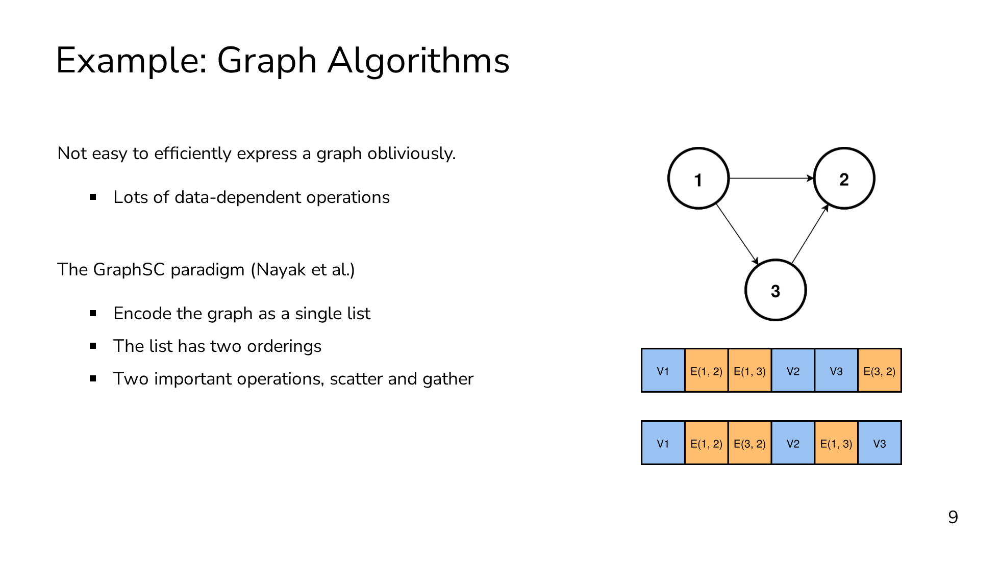 Example: Graph Algorithms
Not easy to efficiently express a graph obliviously.
Lots of data-dependent operations
The GraphSC paradigm (Nayak et al.)
Encode the graph as a single list
The list has two orderings
Two important operations, scatter and gather
1
2
3
V1 E(1, 2) E(1, 3) V2 V3 E(3, 2)
V1 E(1, 2) E(3, 2) V2 E(1, 3) V3
9